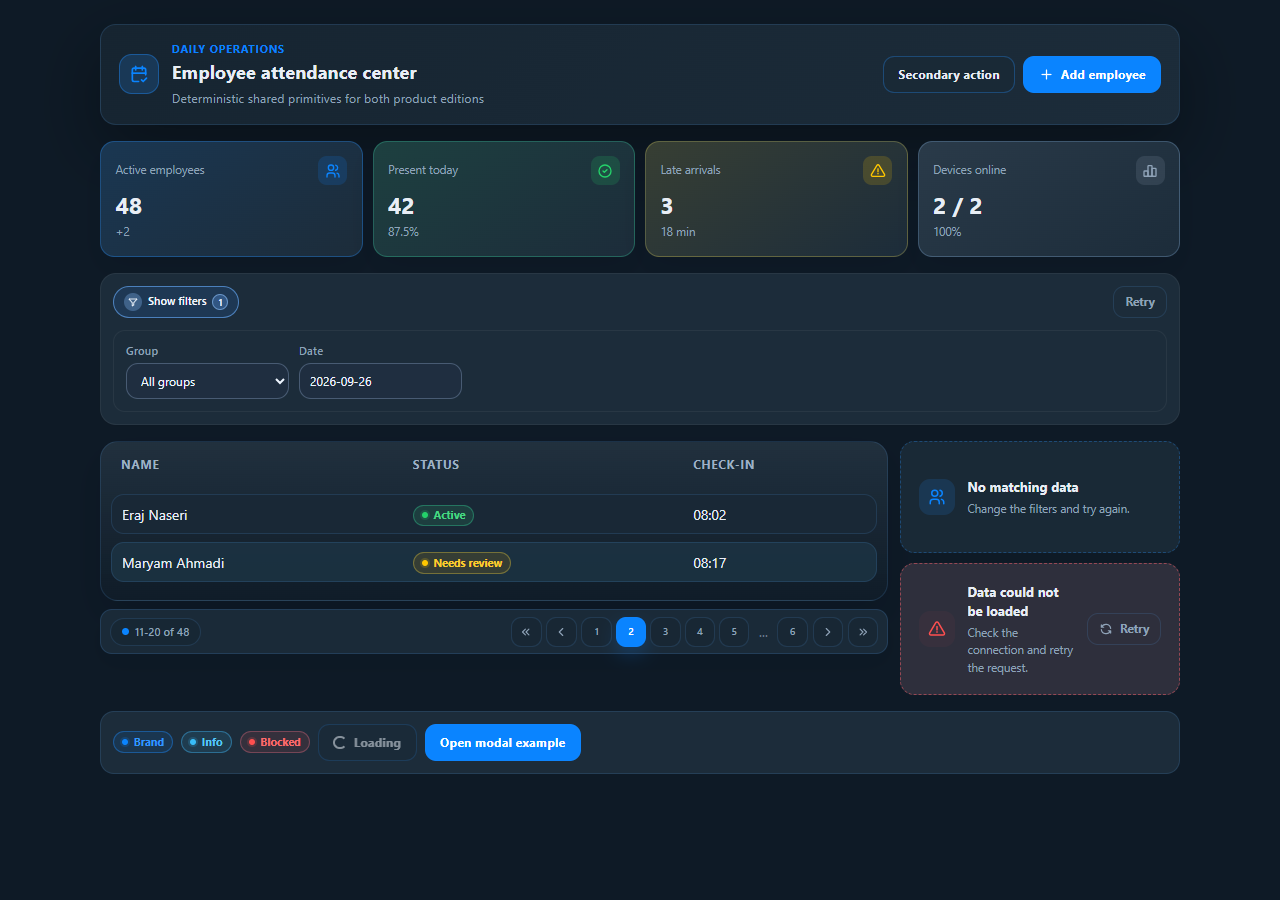 DAILY OPERATIONS
Employee attendance center
Deterministic shared primitives for both product editions
Secondary action
Add employee
Active employees
48
+2
Present today
42
87.5%
Late arrivals
3
18 min
Devices online
2 / 2
100%
Show filters 1
Retry
Group
All groups
Date
2026-09-26
NAME STATUS CHECK-IN
Eraj Naseri Active 08:02
Maryam Ahmadi Needs review 08:17
11-20 of 48
« ‹ 1 2 3 4 5 ... 6 › »
No matching data
Change the filters and try again.
Data could not
be loaded
Check the
connection and retry
the request.
Retry
Brand
Info
Blocked
Loading
Open modal example